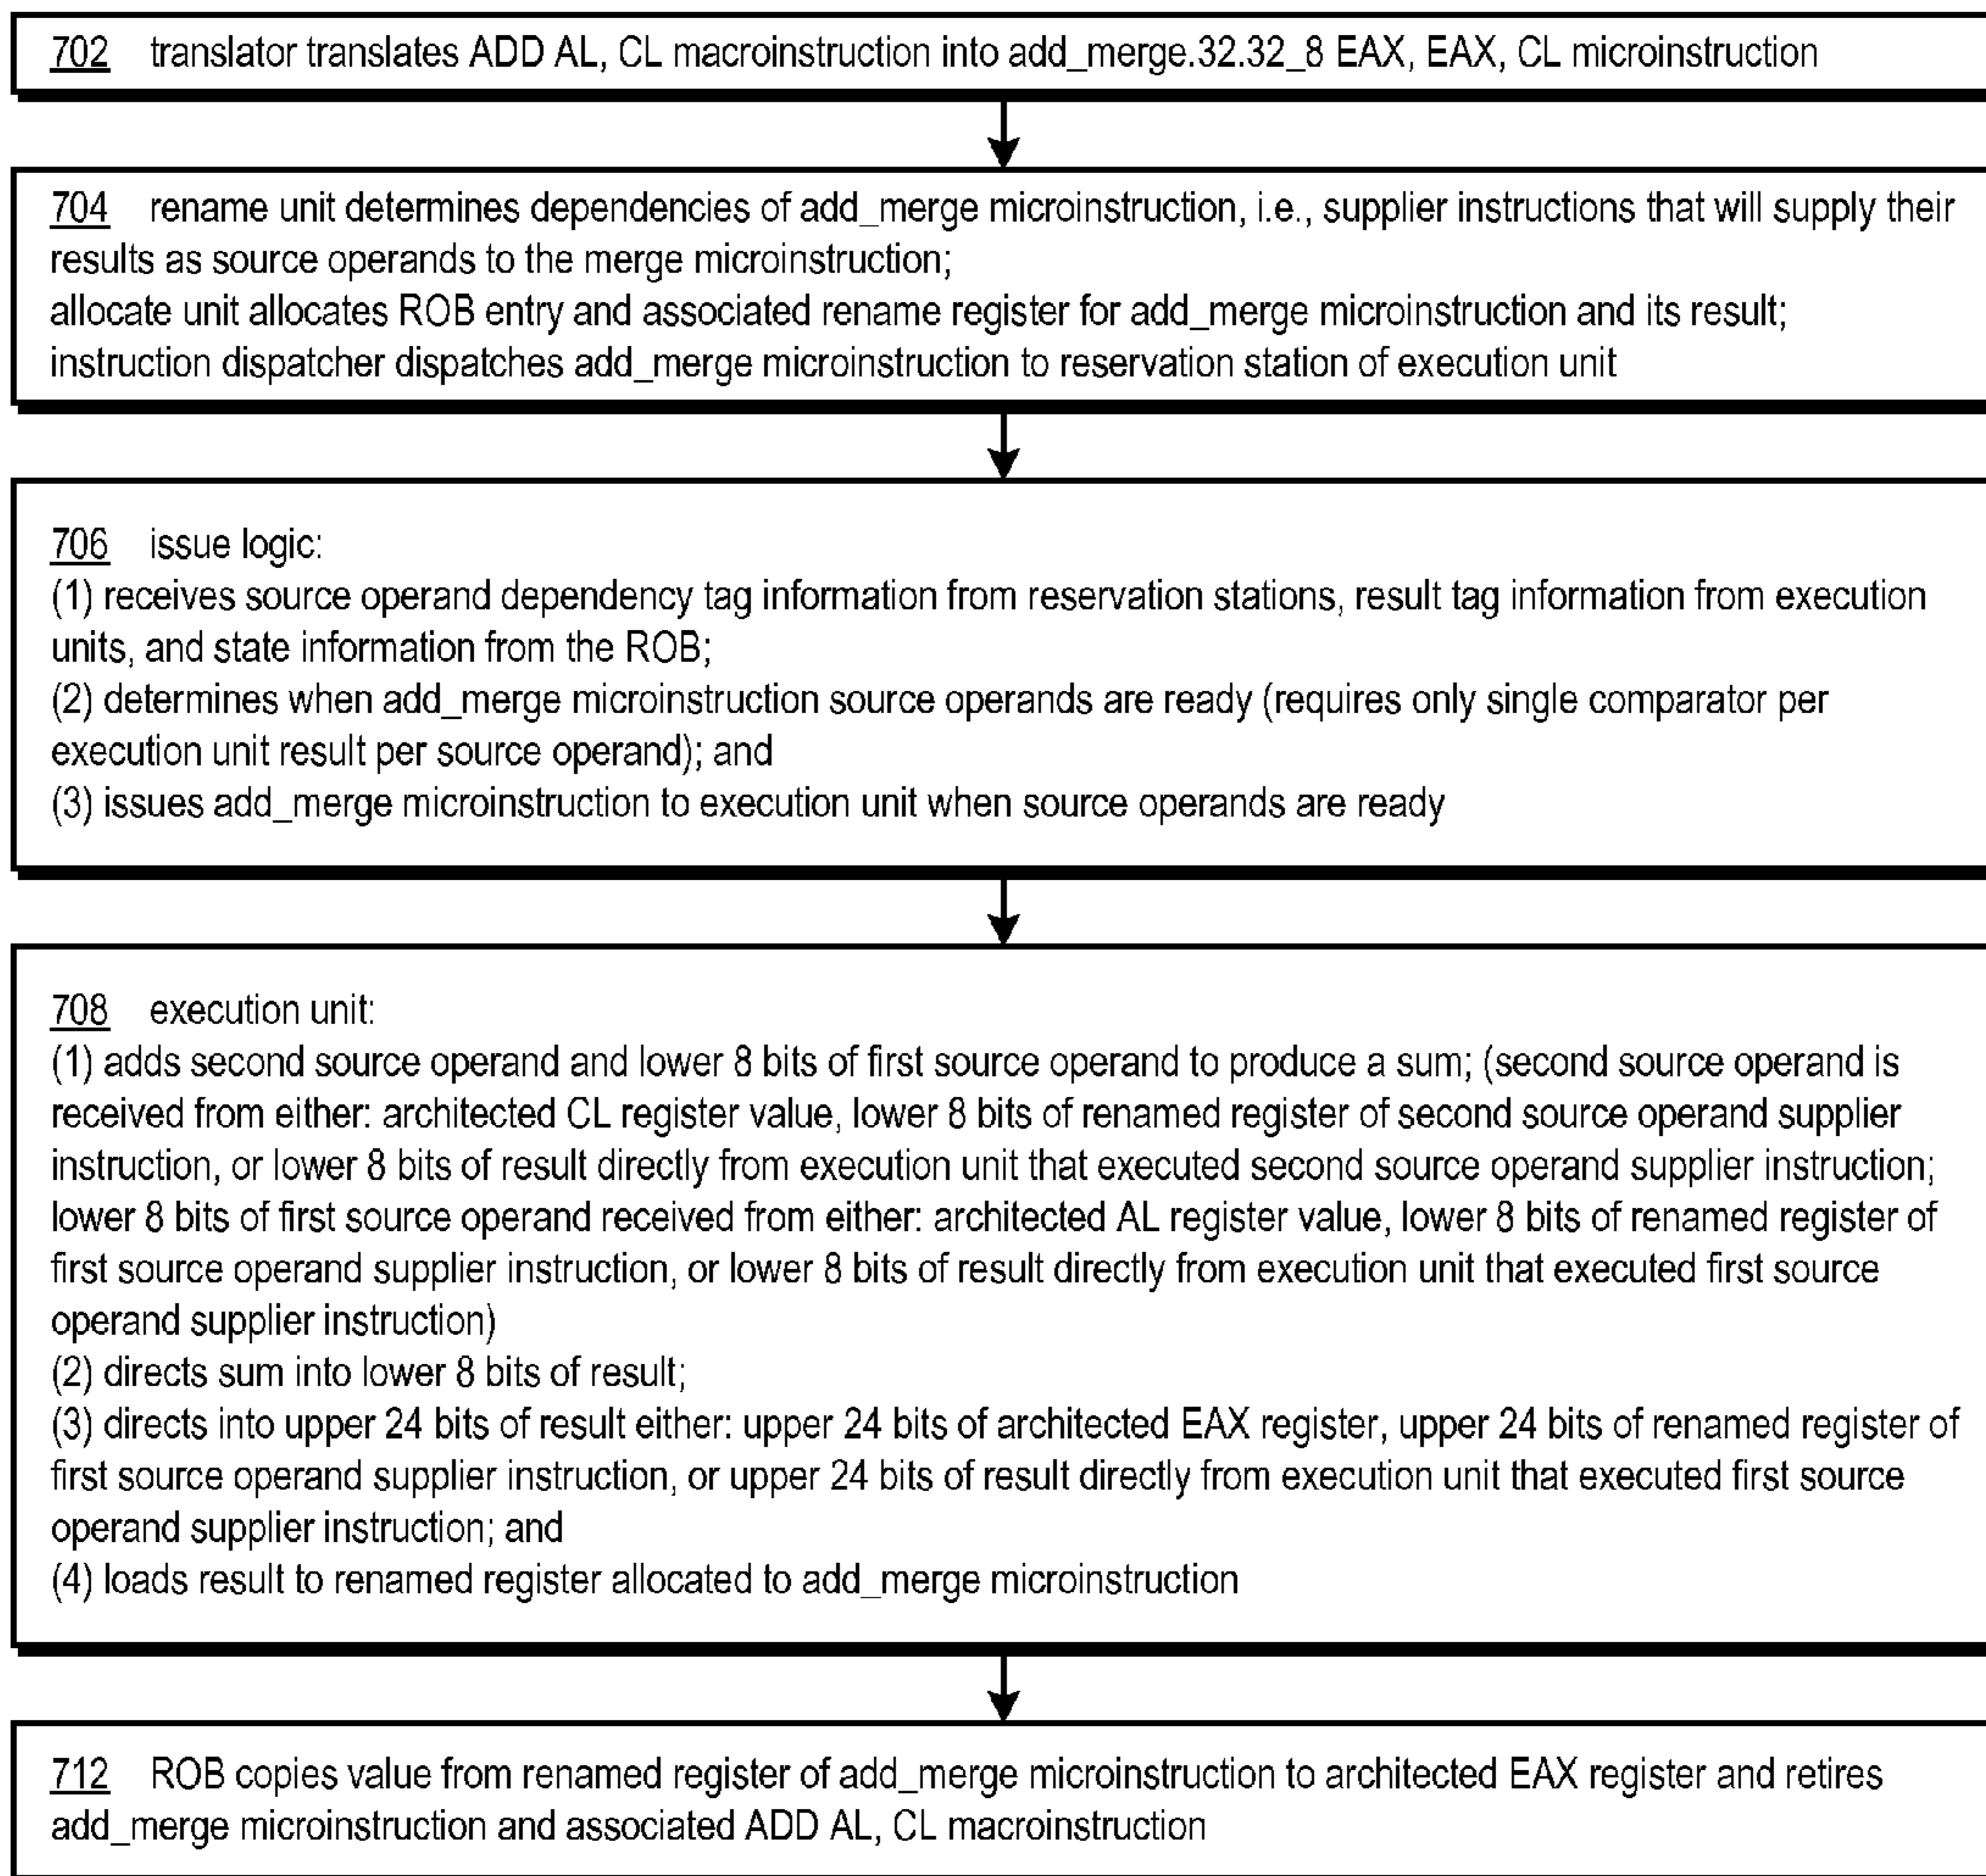 702 translator translates ADD AL, CL macroinstruction into add_merge.32.32_8 EAX, EAX, CL microinstruction
704 rename unit determines dependencies of add_merge microinstruction, i.e., supplier instructions that will supply their
results as source operands to the merge microinstruction;
allocate unit allocates ROB entry and associated rename register for add_merge microinstruction and its result;
instruction dispatcher dispatches add_merge microinstruction to reservation station of execution unit
706 issue logic:
(1) receives source operand dependency tag information from reservation stations, result tag information from execution
units, and state information from the ROB;
(2) determines when add_merge microinstruction source operands are ready (requires only single comparator per
execution unit result per source operand); and
(3) issues add_merge microinstruction to execution unit when source operands are ready
708 execution unit:
(1) adds second source operand and lower 8 bits of first source operand to produce a sum; (second source operand is
received from either: architected CL register value, lower 8 bits of renamed register of second source operand supplier
instruction, or lower 8 bits of result directly from execution unit that executed second source operand supplier instruction;
lower 8 bits of first source operand received from either: architected AL register value, lower 8 bits of renamed register of
first source operand supplier instruction, or lower 8 bits of result directly from execution unit that executed first source
operand supplier instruction)
(2) directs sum into lower 8 bits of result;
(3) directs into upper 24 bits of result either: upper 24 bits of architected EAX register, upper 24 bits of renamed register of
first source operand supplier instruction, or upper 24 bits of result directly from execution unit that executed first source
operand supplier instruction; and
(4) loads result to renamed register allocated to add_merge microinstruction
712 ROB copies value from renamed register of add_merge microinstruction to architected EAX register and retires
add_merge microinstruction and associated ADD AL, CL macroinstruction